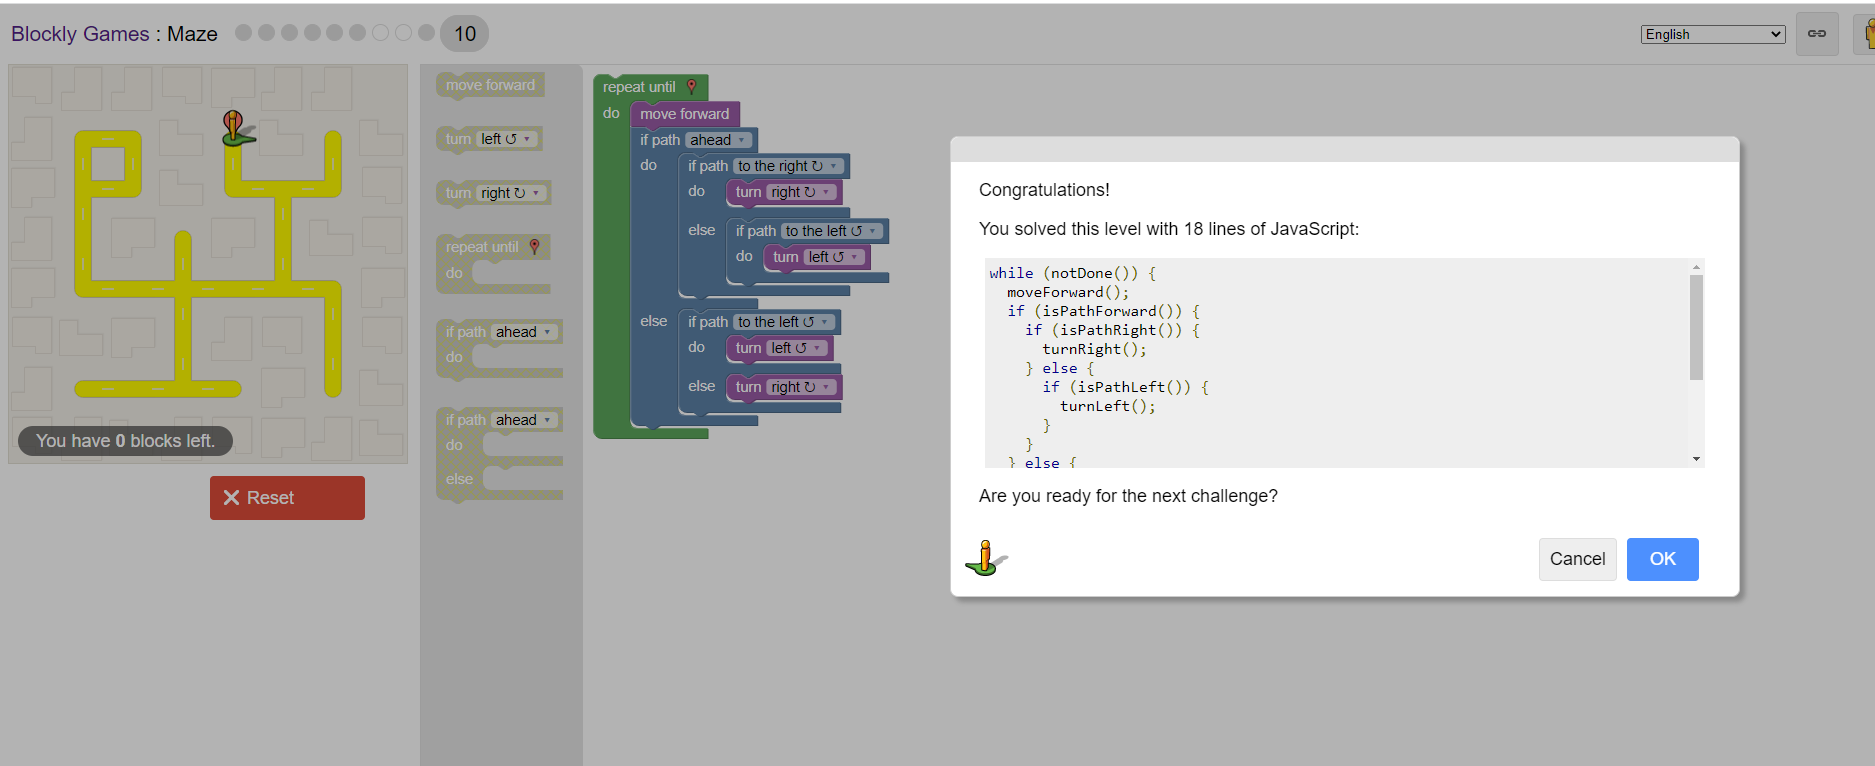 Blockly Games : Maze 10
English
You have 0 blocks left.
Reset
move forward
turn left ↺
turn right ↻
repeat until
do
if path ahead
do
if path ahead
do
else
repeat until
do move forward
if path ahead
do if path to the right ↻
do turn right ↻
else if path to the left ↺
do turn left ↺
else if path to the left ↺
do turn left ↺
else turn right ↻
Congratulations!
You solved this level with 18 lines of JavaScript:
while (notDone()) {
moveForward();
if (isPathForward()) {
if (isPathRight()) {
turnRight();
} else {
if (isPathLeft()) {
turnLeft();
}
}
} else {
Are you ready for the next challenge?
Cancel OK